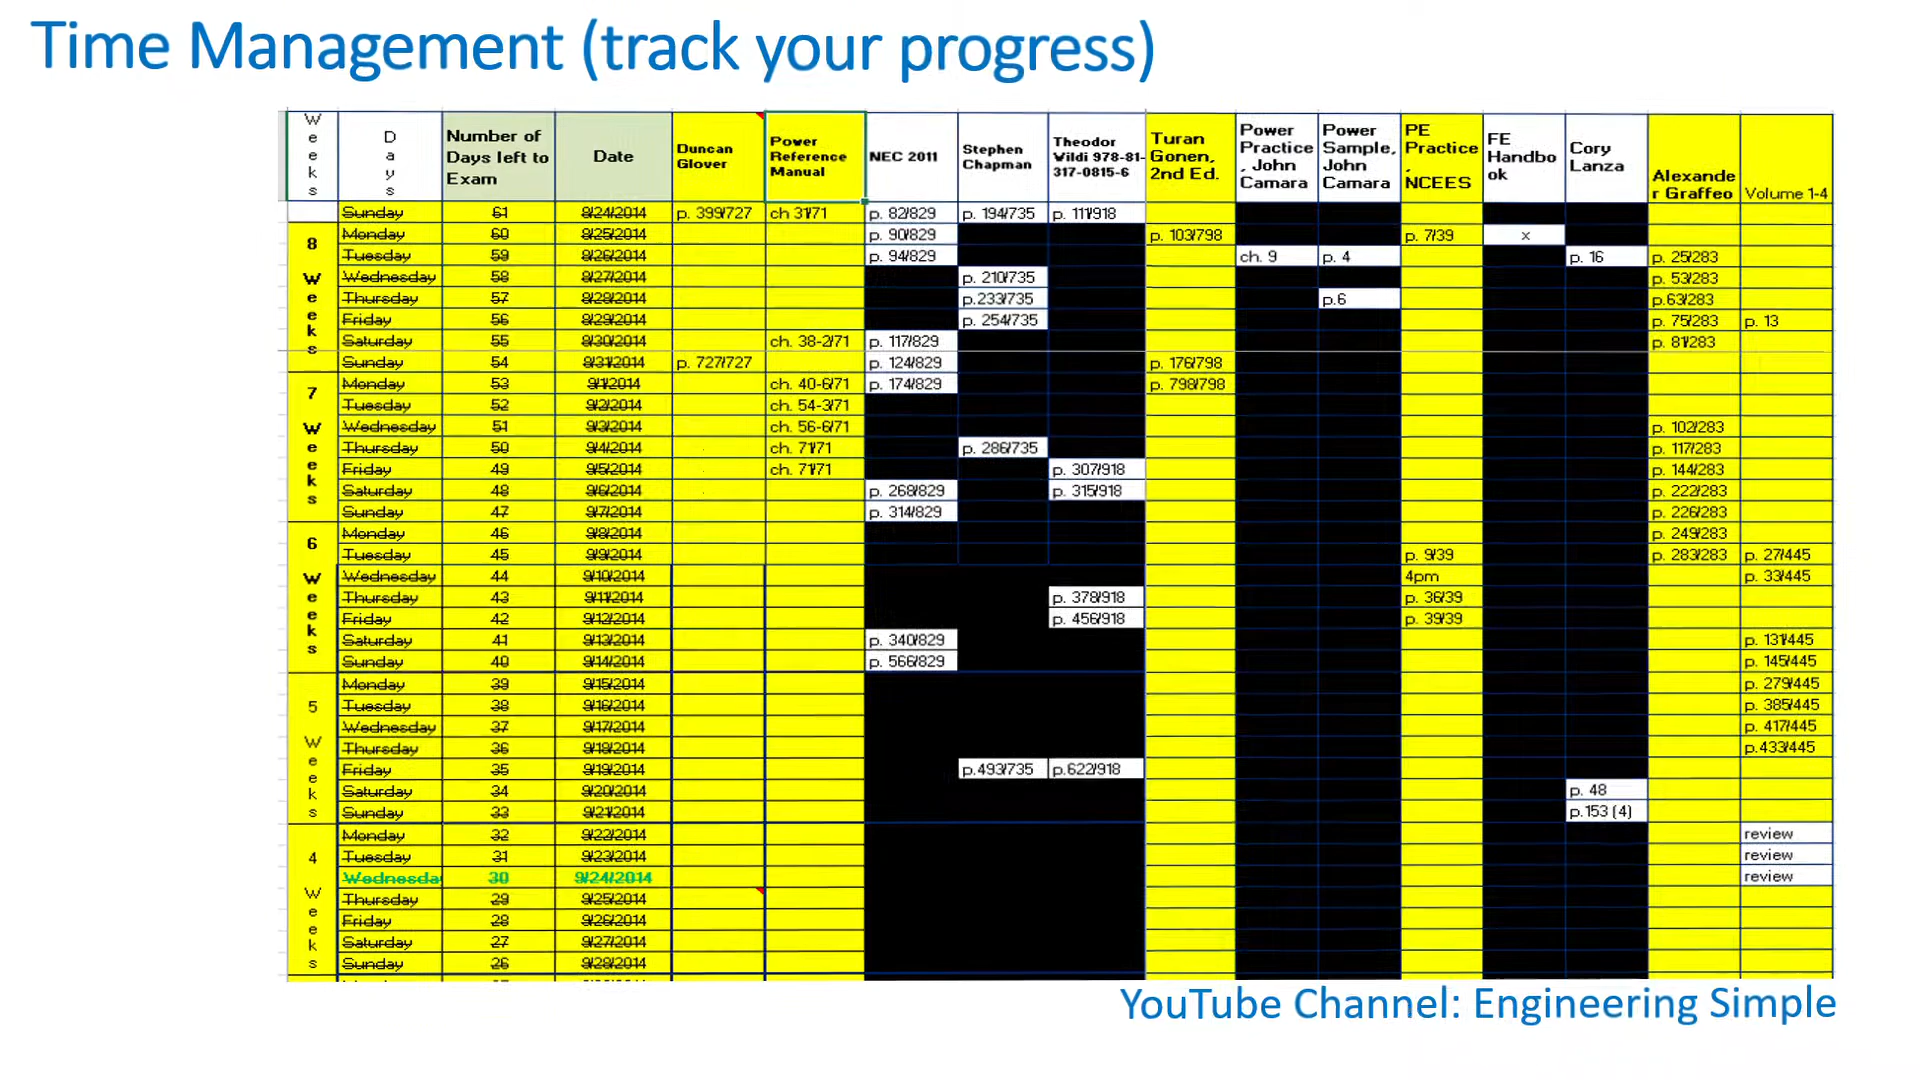 Time Management (track your progress)
Weeks Days Number of Days left to Exam Date Duncan Glover Power Reference Manual NEC 2011 Stephen Chapman Theodor Wildi 978-81-317-0815-6 Turan Gonen, 2nd Ed. Power Practice, John Camara Power Sample, John Camara PE Practice, NCEES FE Handbook Cory Lanza Alexander Graffeo Volume 1-4
Sunday 61 8/24/2014 p. 399/727 ch 31/71 p. 82/829 p. 194/735 p. 111/918
8 Weeks
Monday 60 8/25/2014 p. 90/829 p. 103/798 p. 7/39 x
Tuesday 59 8/26/2014 p. 94/829 ch. 9 p. 4 p. 16 p. 25/283
Wednesday 58 8/27/2014 p. 210/735 p. 53/283
Thursday 57 8/28/2014 p.233/735 p.6 p.63/283
Friday 56 8/29/2014 p. 254/735 p. 75/283 p. 13
Saturday 55 8/30/2014 ch. 38-2/71 p. 117/829 p. 81/283
Sunday 54 8/31/2014 p. 727/727 p. 124/829 p. 176/798
7 Weeks
Monday 53 9/1/2014 ch. 40-6/71 p. 174/829 p. 798/798
Tuesday 52 9/2/2014 ch. 54-3/71
Wednesday 51 9/3/2014 ch. 56-6/71 p. 102/283
Thursday 50 9/4/2014 ch. 71/71 p. 286/735 p. 117/283
Friday 49 9/5/2014 ch. 71/71 p. 307/918 p. 144/283
Saturday 48 9/6/2014 p. 268/829 p. 315/918 p. 222/283
Sunday 47 9/7/2014 p. 314/829 p. 226/283
6 Weeks
Monday 46 9/8/2014 p. 249/283
Tuesday 45 9/9/2014 p. 9/39 p. 283/283 p. 27/445
Wednesday 44 9/10/2014 4pm p. 33/445
Thursday 43 9/11/2014 p. 378/918 p. 36/39
Friday 42 9/12/2014 p. 456/918 p. 39/39
Saturday 41 9/13/2014 p. 340/829 p. 131/445
Sunday 40 9/14/2014 p. 566/829 p. 145/445
5 Weeks
Monday 39 9/15/2014 p. 279/445
Tuesday 38 9/16/2014 p. 385/445
Wednesday 37 9/17/2014 p. 417/445
Thursday 36 9/18/2014 p.433/445
Friday 35 9/19/2014 p.493/735 p.622/918
Saturday 34 9/20/2014 p. 48
Sunday 33 9/21/2014 p.153 (4)
4 Weeks
Monday 32 9/22/2014 review
Tuesday 31 9/23/2014 review
Wednesda 30 9/24/2014 review
Thursday 29 9/25/2014
Friday 28 9/26/2014
Saturday 27 9/27/2014
Sunday 26 9/28/2014
YouTube Channel: Engineering Simple